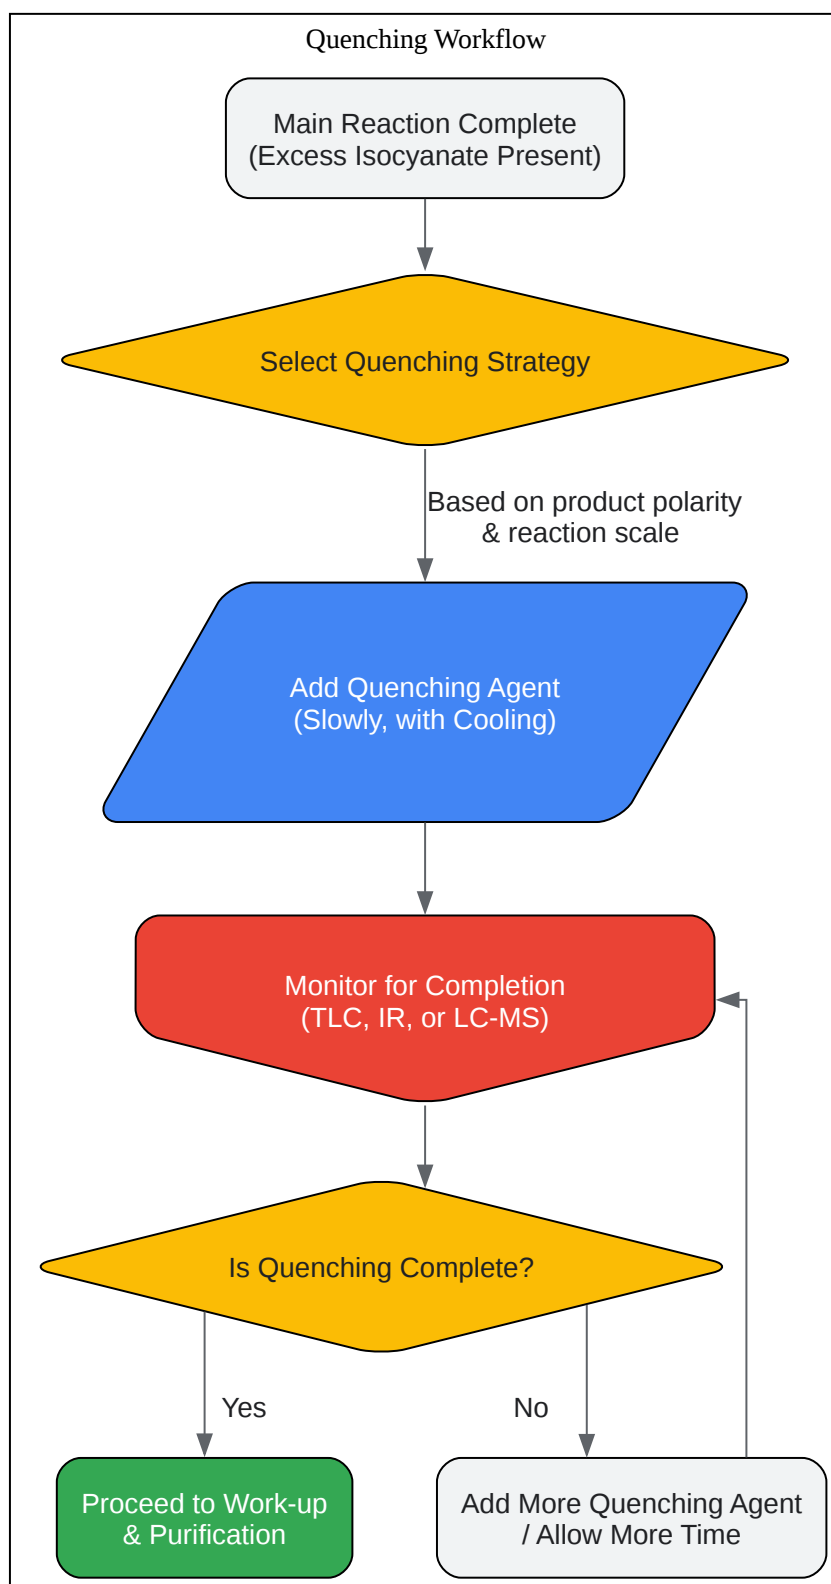 Quenching Workflow
Main Reaction Complete
(Excess Isocyanate Present)
Select Quenching Strategy
Based on product polarity
& reaction scale
Add Quenching Agent
(Slowly, with Cooling)
Monitor for Completion
(TLC, IR, or LC-MS)
Is Quenching Complete?
Yes
No
Proceed to Work-up
& Purification
Add More Quenching Agent
/ Allow More Time